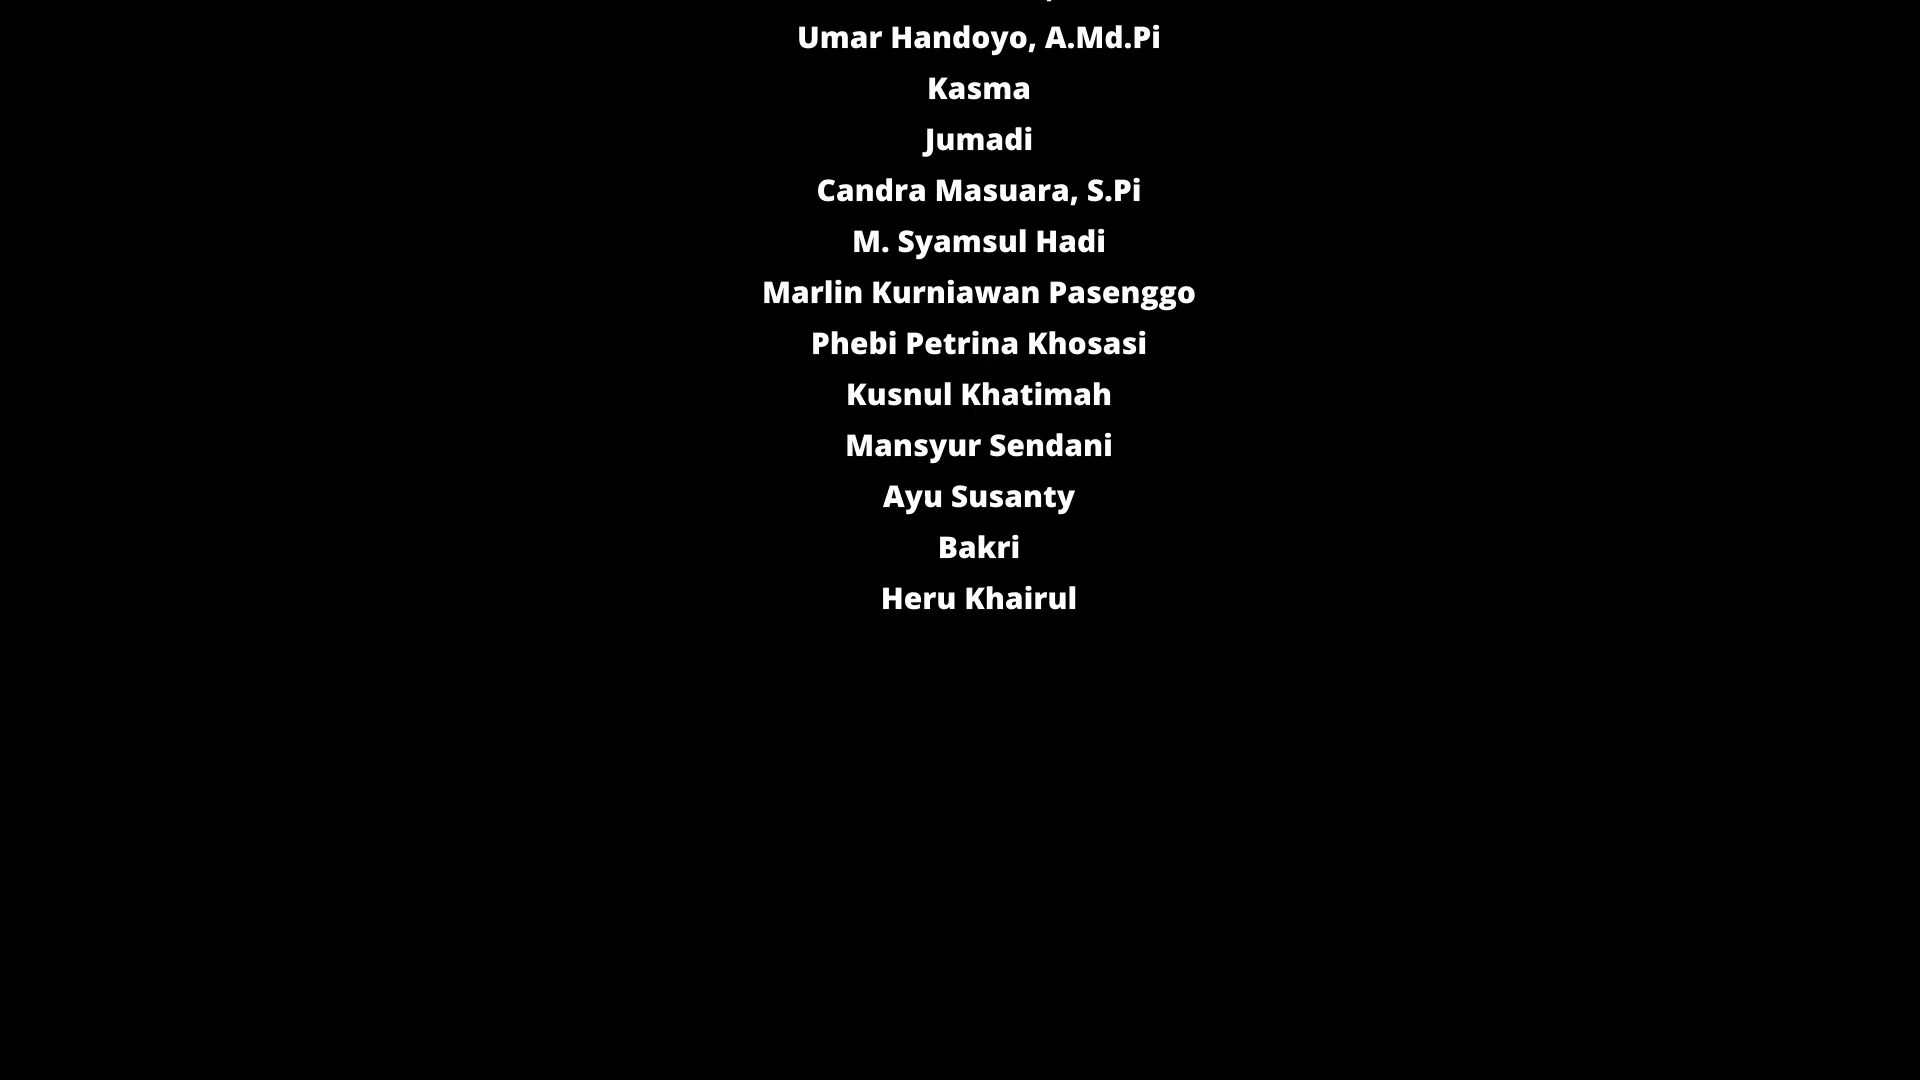 Umar Handoyo, A.Md.Pi
Kasma
Jumadi
Candra Masuara, S.Pi
M. Syamsul Hadi
Marlin Kurniawan Pasenggo
Phebi Petrina Khosasi
Kusnul Khatimah
Mansyur Sendani
Ayu Susanty
Bakri
Heru Khairul